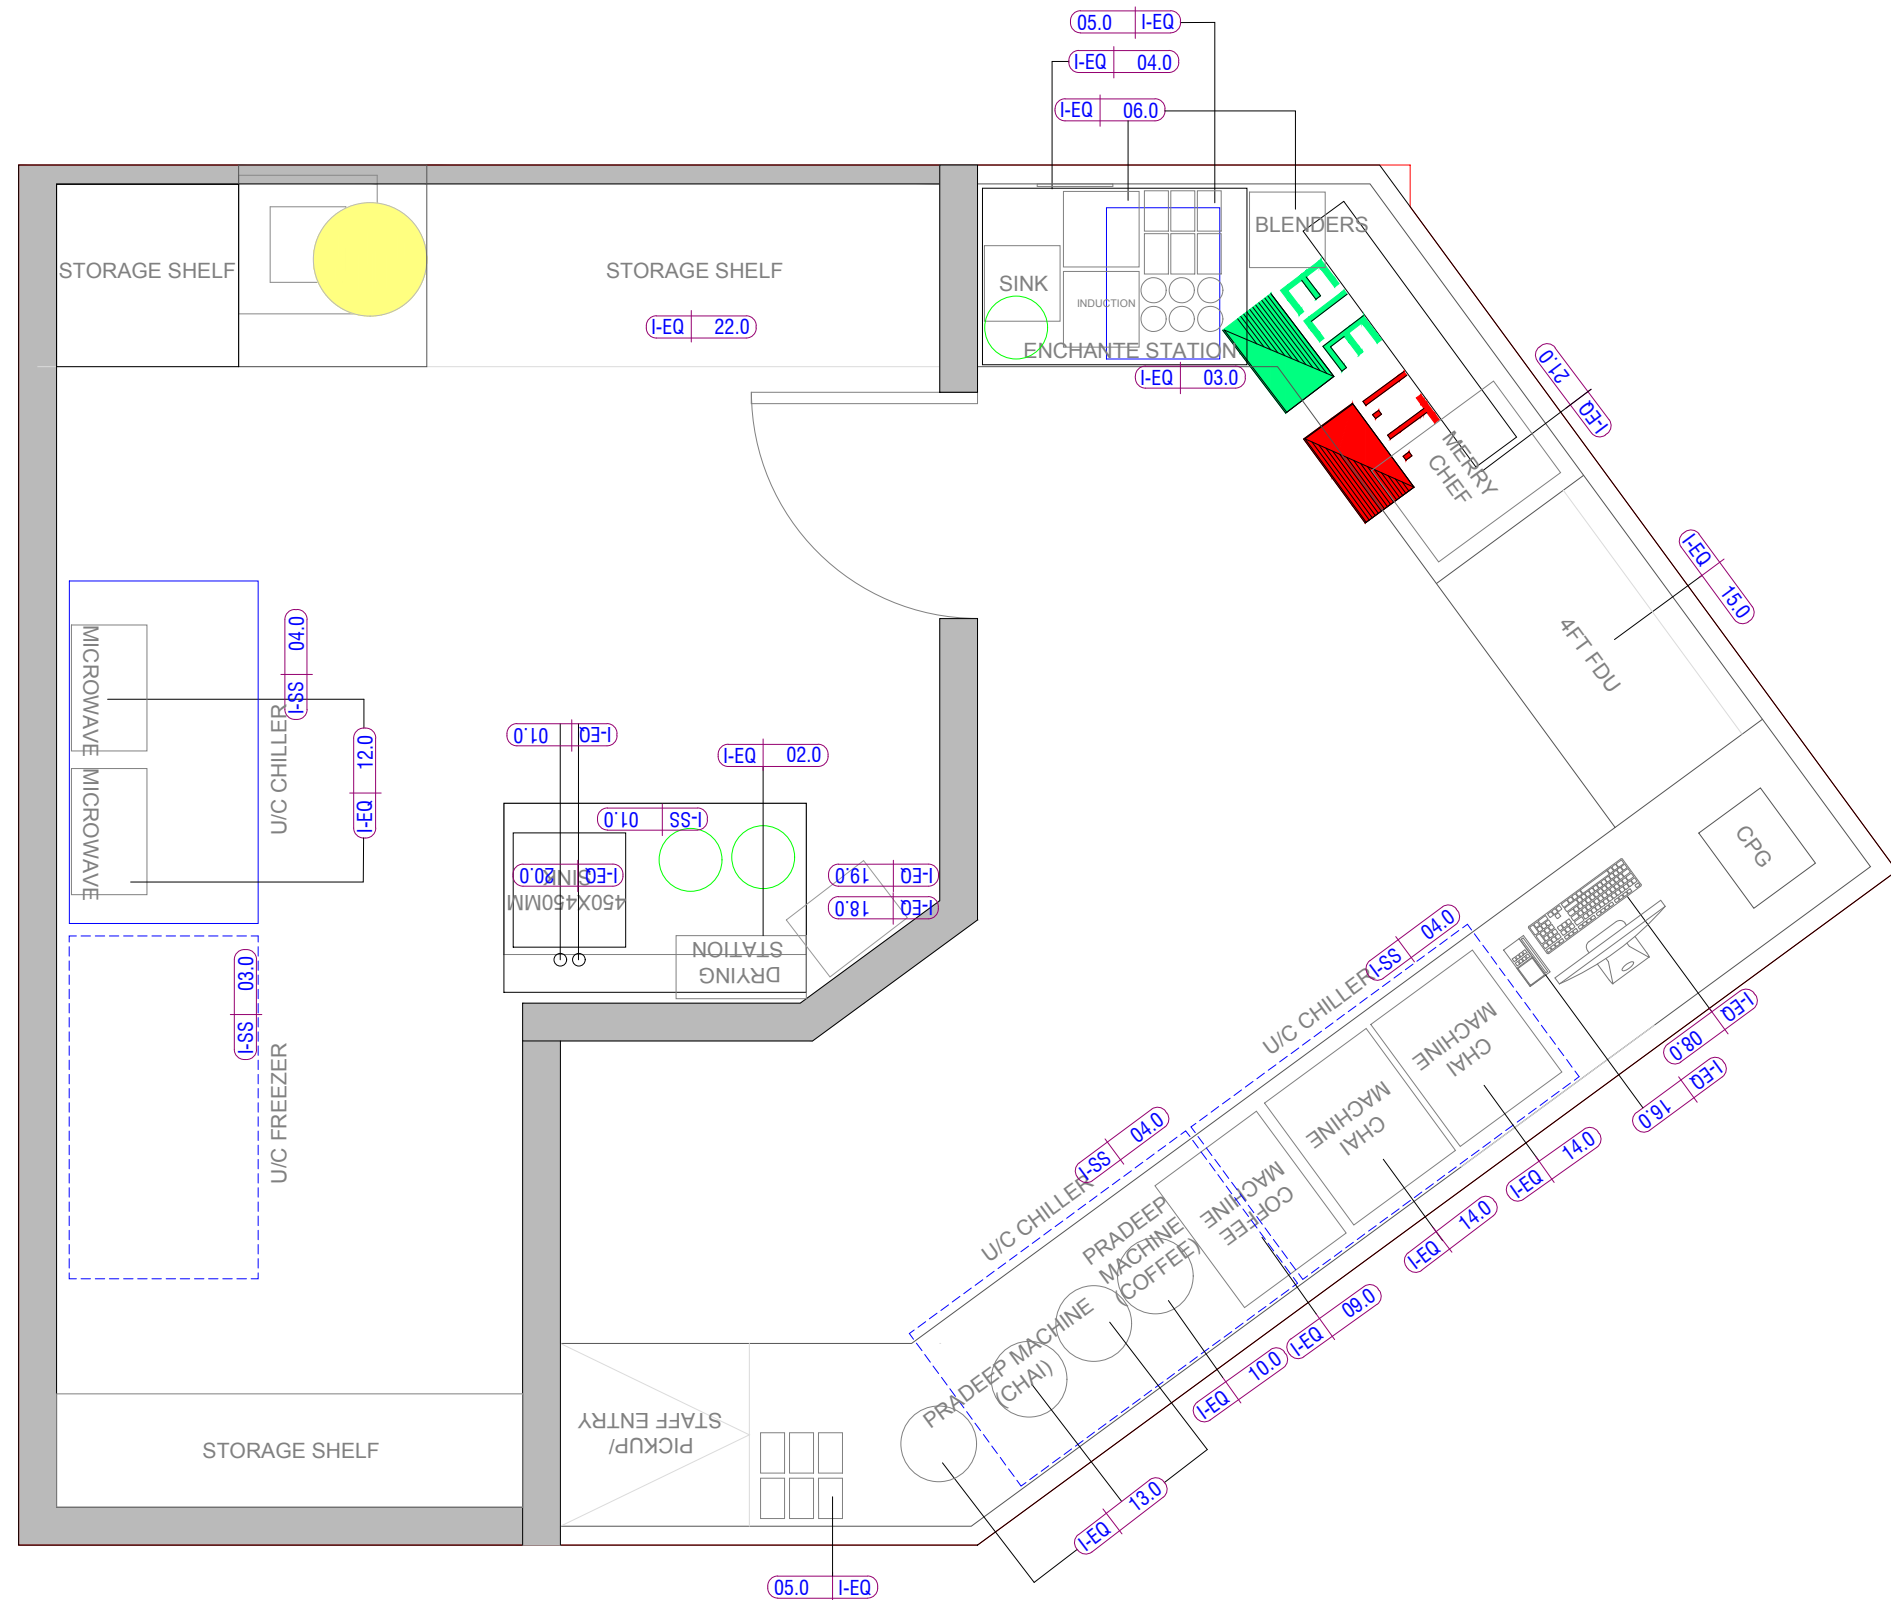 05.0 I-EQ
I-EQ 04.0
I-EQ 06.0
STORAGE SHELF
STORAGE SHELF
I-EQ 22.0
SINK
INDUCTION
BLENDERS
ENCHANTE STATION
I-EQ 03.0
ELE
I.T.
MERRY
CHEF
I-EQ 21.0
I-EQ 15.0
4FT FDU
CPG
MICROWAVE
MICROWAVE
U/C CHILLER
I-SS 04.0
I-EQ 12.0
I-EQ 01.0
I-EQ 02.0
I-SS 01.0
I-EQ 20.0
450X450MM
SINK
I-EQ 19.0
I-EQ 18.0
DRYING
STATION
I-SS 03.0
U/C FREEZER
I-SS 04.0
U/C CHILLER
CHAI
MACHINE
CHAI
MACHINE
COFFEE
MACHINE
I-EQ 08.0
I-EQ 16.0
I-EQ 14.0
I-EQ 14.0
I-EQ 09.0
I-EQ 10.0
I-SS 04.0
U/C CHILLER
PRADEEP
MACHINE
(COFFEE)
PRADEEP MACHINE
(CHAI)
I-EQ 13.0
PICKUP/
STAFF ENTRY
STORAGE SHELF
05.0 I-EQ